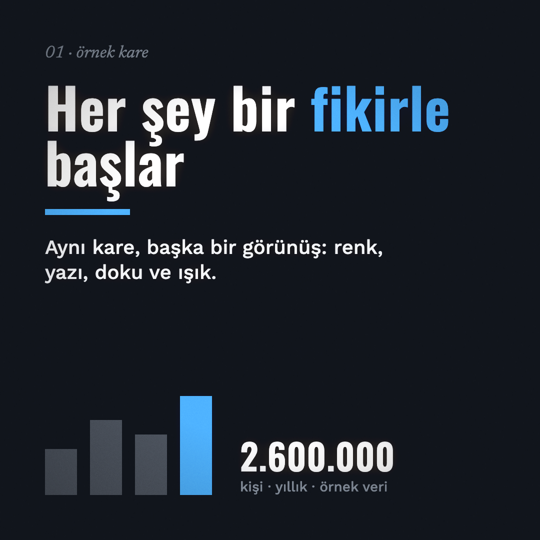 01 · örnek kare
Her şey bir fikirle
başlar
Aynı kare, başka bir görünüş: renk,
yazı, doku ve ışık.
2.600.000
kişi · yıllık · örnek veri